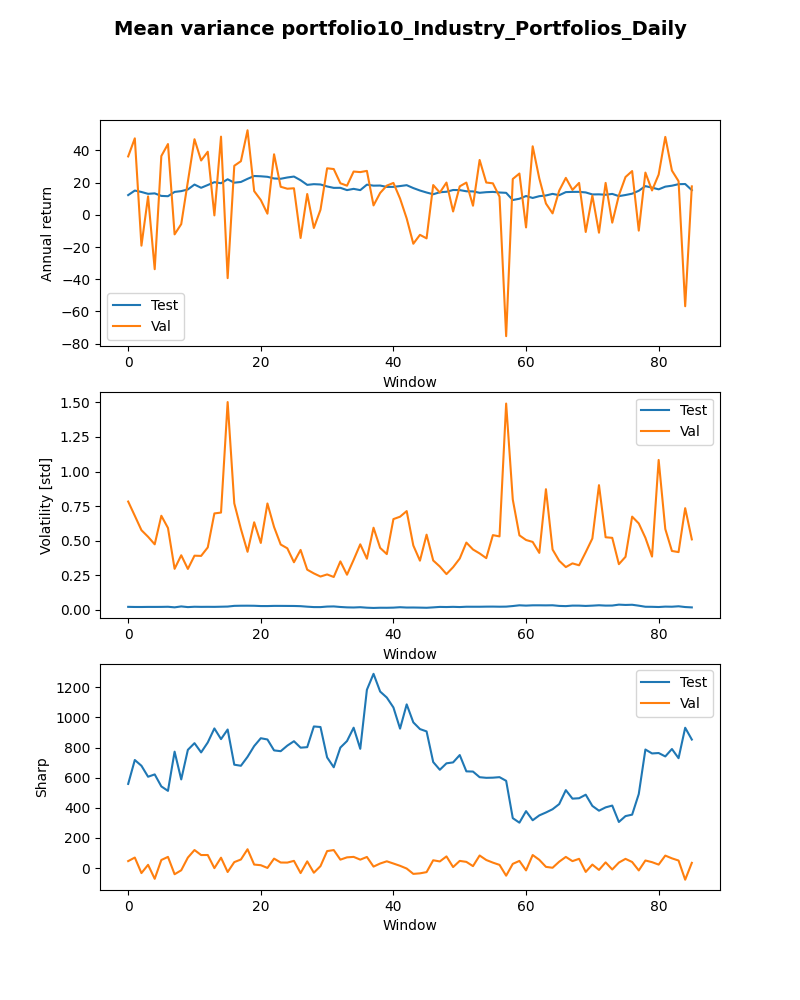 Mean variance portfolio10_Industry_Portfolios_Daily
Annual return
40
20
0
−20
−40
−60
−80
Test
Val
0 20 40 60 80
Window
Volatility [std]
1.50
1.25
1.00
0.75
0.50
0.25
0.00
Test
Val
0 20 40 60 80
Window
Sharp
1200
1000
800
600
400
200
0
Test
Val
0 20 40 60 80
Window